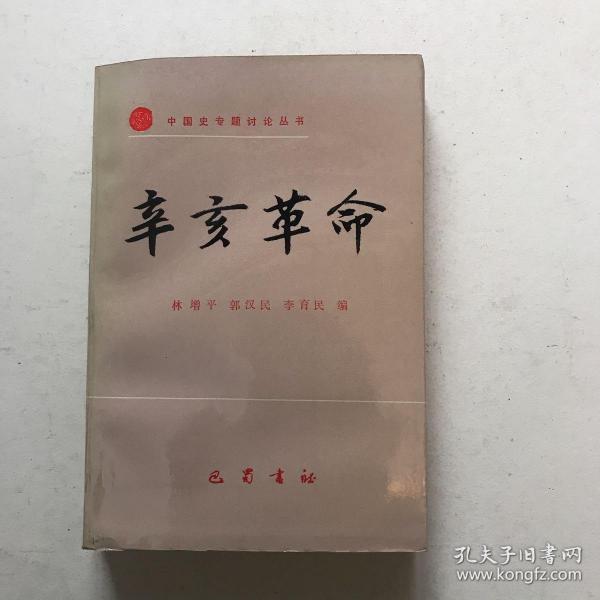 中国史专题讨论丛书
辛亥革命
林增平 郭汉民 李育民 编
巴蜀书社
孔夫子旧书网
www.kongfz.com